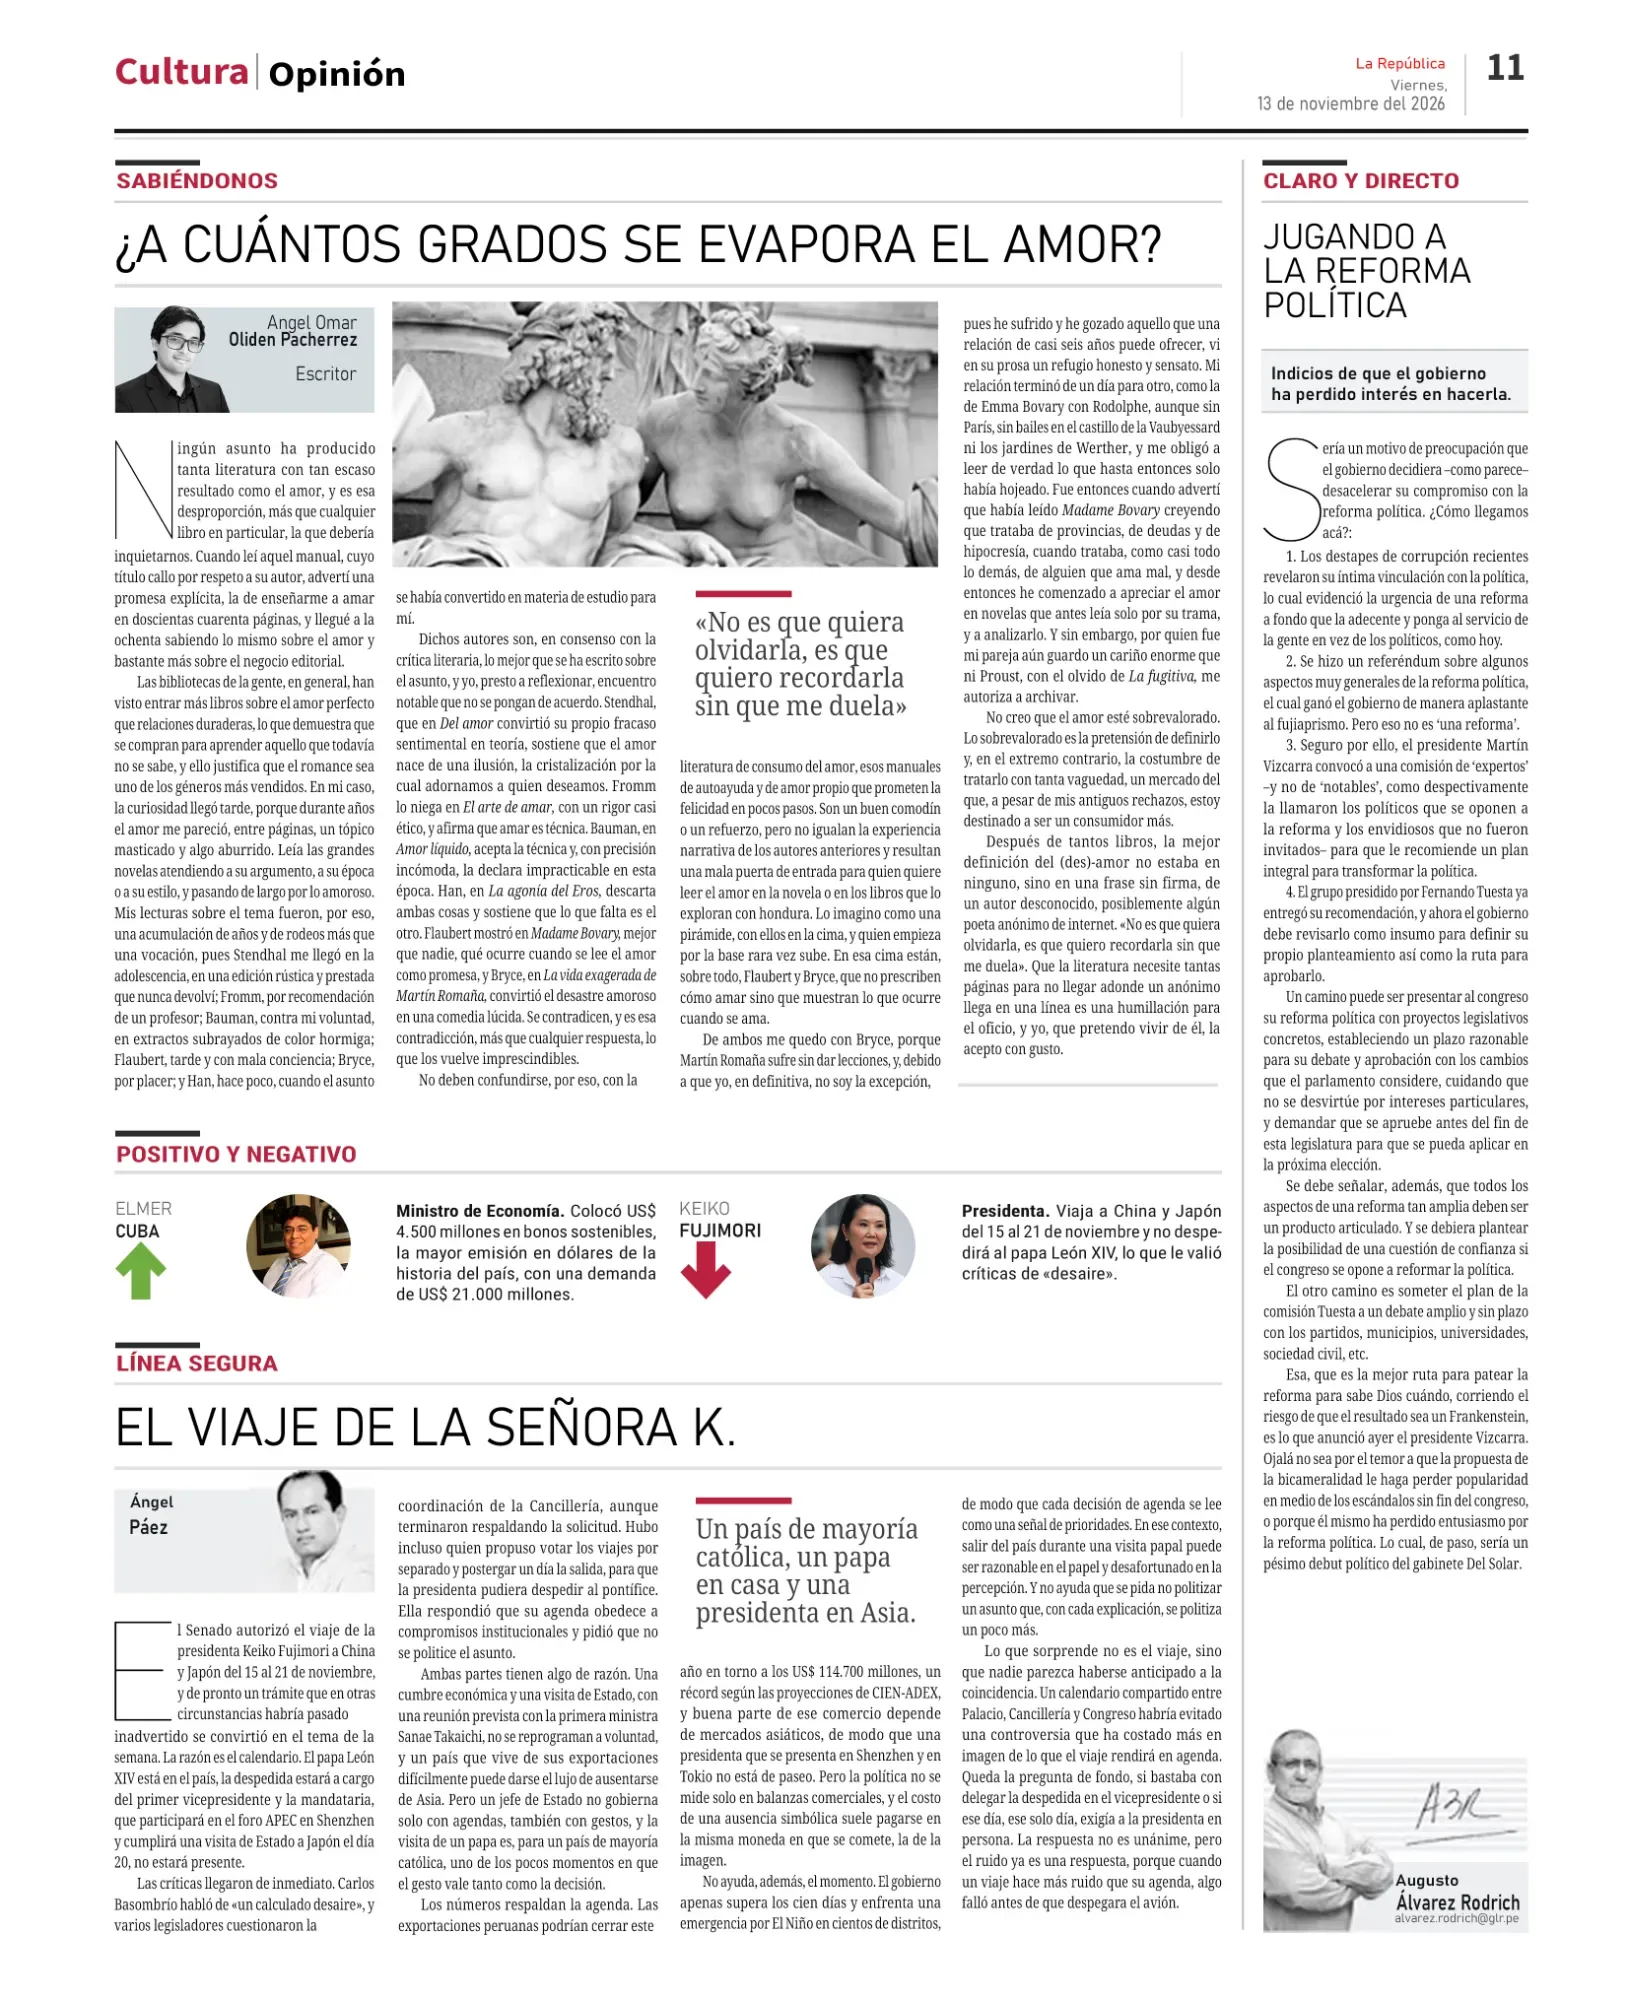 Cultura | Opinión
La República
Viernes,
13 de noviembre del 2026
11
SABIÉNDONOS
¿A CUÁNTOS GRADOS SE EVAPORA EL AMOR?
Angel Omar
Oliden Pacherrez
Escritor
Ningún asunto ha producido
tanta literatura con tan escaso
resultado como el amor, y es esa
desproporción, más que cualquier
libro en particular, la que debería
inquietarnos. Cuando leí aquel manual, cuyo
título callo por respeto a su autor, advertí una
promesa explícita, la de enseñarme a amar
en doscientas cuarenta páginas, y llegué a la
ochenta sabiendo lo mismo sobre el amor y
bastante más sobre el negocio editorial.
Las bibliotecas de la gente, en general, han
visto entrar más libros sobre el amor perfecto
que relaciones duraderas, lo que demuestra que
se compran para aprender aquello que todavía
no se sabe, y ello justifica que el romance sea
uno de los géneros más vendidos. En mi caso,
la curiosidad llegó tarde, porque durante años
el amor me pareció, entre páginas, un tópico
masticado y algo aburrido. Leía las grandes
novelas atendiendo a su argumento, a su época
o a su estilo, y pasando de largo por lo amoroso.
Mis lecturas sobre el tema fueron, por eso,
una acumulación de años y de rodeos más que
una vocación, pues Stendhal me llegó en la
adolescencia, en una edición rústica y prestada
que nunca devolví; Fromm, por recomendación
de un profesor; Bauman, contra mi voluntad,
en extractos subrayados de color hormiga;
Flaubert, tarde y con mala conciencia; Bryce,
por placer; y Han, hace poco, cuando el asunto
se había convertido en materia de estudio para
mí.
Dichos autores son, en consenso con la
crítica literaria, lo mejor que se ha escrito sobre
el asunto, y yo, presto a reflexionar, encuentro
notable que no se pongan de acuerdo. Stendhal,
que en Del amor convirtió su propio fracaso
sentimental en teoría, sostiene que el amor
nace de una ilusión, la cristalización por la
cual adornamos a quien deseamos. Fromm
lo niega en El arte de amar, con un rigor casi
ético, y afirma que amar es técnica. Bauman, en
Amor líquido, acepta la técnica y, con precisión
incómoda, la declara impracticable en esta
época. Han, en La agonía del Eros, descarta
ambas cosas y sostiene que lo que falta es el
otro. Flaubert mostró en Madame Bovary, mejor
que nadie, qué ocurre cuando se lee el amor
como promesa, y Bryce, en La vida exagerada de
Martín Romaña, convirtió el desastre amoroso
en una comedia lúcida. Se contradicen, y es esa
contradicción, más que cualquier respuesta, lo
que los vuelve imprescindibles.
No deben confundirse, por eso, con la
«No es que quiera
olvidarla, es que
quiero recordarla
sin que me duela»
literatura de consumo del amor, esos manuales
de autoayuda y de amor propio que prometen la
felicidad en pocos pasos. Son un buen comodín
o un refuerzo, pero no igualan la experiencia
narrativa de los autores anteriores y resultan
una mala puerta de entrada para quien quiere
leer el amor en la novela o en los libros que lo
exploran con hondura. Lo imagino como una
pirámide, con ellos en la cima, y quien empieza
por la base rara vez sube. En esa cima están,
sobre todo, Flaubert y Bryce, que no prescriben
cómo amar sino que muestran lo que ocurre
cuando se ama.
De ambos me quedo con Bryce, porque
Martín Romaña sufre sin dar lecciones, y, debido
a que yo, en definitiva, no soy la excepción,
pues he sufrido y he gozado aquello que una
relación de casi seis años puede ofrecer, vi
en su prosa un refugio honesto y sensato. Mi
relación terminó de un día para otro, como la
de Emma Bovary con Rodolphe, aunque sin
París, sin bailes en el castillo de la Vaubyessard
ni los jardines de Werther, y me obligó a
leer de verdad lo que hasta entonces solo
había hojeado. Fue entonces cuando advertí
que había leído Madame Bovary creyendo
que trataba de provincias, de deudas y de
hipocresía, cuando trataba, como casi todo
lo demás, de alguien que ama mal, y desde
entonces he comenzado a apreciar el amor
en novelas que antes leía solo por su trama,
y a analizarlo. Y sin embargo, por quien fue
mi pareja aún guardo un cariño enorme que
ni Proust, con el olvido de La fugitiva, me
autoriza a archivar.
No creo que el amor esté sobrevalorado.
Lo sobrevalorado es la pretensión de definirlo
y, en el extremo contrario, la costumbre de
tratarlo con tanta vaguedad, un mercado del
que, a pesar de mis antiguos rechazos, estoy
destinado a ser un consumidor más.
Después de tantos libros, la mejor
definición del (des)-amor no estaba en
ninguno, sino en una frase sin firma, de
un autor desconocido, posiblemente algún
poeta anónimo de internet. «No es que quiera
olvidarla, es que quiero recordarla sin que
me duela». Que la literatura necesite tantas
páginas para no llegar adonde un anónimo
llega en una línea es una humillación para
el oficio, y yo, que pretendo vivir de él, la
acepto con gusto.
POSITIVO Y NEGATIVO
ELMER
CUBA
Ministro de Economía. Colocó US$
4.500 millones en bonos sostenibles,
la mayor emisión en dólares de la
historia del país, con una demanda
de US$ 21.000 millones.
KEIKO
FUJIMORI
Presidenta. Viaja a China y Japón
del 15 al 21 de noviembre y no despe-
dirá al papa León XIV, lo que le valió
críticas de «desaire».
LÍNEA SEGURA
EL VIAJE DE LA SEÑORA K.
Ángel
Páez
El Senado autorizó el viaje de la
presidenta Keiko Fujimori a China
y Japón del 15 al 21 de noviembre,
y de pronto un trámite que en otras
circunstancias habría pasado
inadvertido se convirtió en el tema de la
semana. La razón es el calendario. El papa León
XIV está en el país, la despedida estará a cargo
del primer vicepresidente y la mandataria,
que participará en el foro APEC en Shenzhen
y cumplirá una visita de Estado a Japón el día
20, no estará presente.
Las críticas llegaron de inmediato. Carlos
Basombrío habló de «un calculado desaire», y
varios legisladores cuestionaron la
coordinación de la Cancillería, aunque
terminaron respaldando la solicitud. Hubo
incluso quien propuso votar los viajes por
separado y postergar un día la salida, para que
la presidenta pudiera despedir al pontífice.
Ella respondió que su agenda obedece a
compromisos institucionales y pidió que no
se politice el asunto.
Ambas partes tienen algo de razón. Una
cumbre económica y una visita de Estado, con
una reunión prevista con la primera ministra
Sanae Takaichi, no se reprograman a voluntad,
y un país que vive de sus exportaciones
difícilmente puede darse el lujo de ausentarse
de Asia. Pero un jefe de Estado no gobierna
solo con agendas, también con gestos, y la
visita de un papa es, para un país de mayoría
católica, uno de los pocos momentos en que
el gesto vale tanto como la decisión.
Los números respaldan la agenda. Las
exportaciones peruanas podrían cerrar este
Un país de mayoría
católica, un papa
en casa y una
presidenta en Asia.
año en torno a los US$ 114.700 millones, un
récord según las proyecciones de CIEN-ADEX,
y buena parte de ese comercio depende
de mercados asiáticos, de modo que una
presidenta que se presenta en Shenzhen y en
Tokio no está de paseo. Pero la política no se
mide solo en balanzas comerciales, y el costo
de una ausencia simbólica suele pagarse en
la misma moneda en que se comete, la de la
imagen.
No ayuda, además, el momento. El gobierno
apenas supera los cien días y enfrenta una
emergencia por El Niño en cientos de distritos,
de modo que cada decisión de agenda se lee
como una señal de prioridades. En ese contexto,
salir del país durante una visita papal puede
ser razonable en el papel y desafortunado en la
percepción. Y no ayuda que se pida no politizar
un asunto que, con cada explicación, se politiza
un poco más.
Lo que sorprende no es el viaje, sino
que nadie parezca haberse anticipado a la
coincidencia. Un calendario compartido entre
Palacio, Cancillería y Congreso habría evitado
una controversia que ha costado más en
imagen de lo que el viaje rendirá en agenda.
Queda la pregunta de fondo, si bastaba con
delegar la despedida en el vicepresidente o si
ese día, ese solo día, exigía a la presidenta en
persona. La respuesta no es unánime, pero
el ruido ya es una respuesta, porque cuando
un viaje hace más ruido que su agenda, algo
falló antes de que despegara el avión.
CLARO Y DIRECTO
JUGANDO A
LA REFORMA
POLÍTICA
Indicios de que el gobierno
ha perdido interés en hacerla.
Sería un motivo de preocupación que
el gobierno decidiera –como parece–
desacelerar su compromiso con la
reforma política. ¿Cómo llegamos
acá?:
1. Los destapes de corrupción recientes
revelaron su íntima vinculación con la política,
lo cual evidenció la urgencia de una reforma
a fondo que la adecente y ponga al servicio de
la gente en vez de los políticos, como hoy.
2. Se hizo un referéndum sobre algunos
aspectos muy generales de la reforma política,
el cual ganó el gobierno de manera aplastante
al fujiaprismo. Pero eso no es ‘una reforma’.
3. Seguro por ello, el presidente Martín
Vizcarra convocó a una comisión de ‘expertos’
–y no de ‘notables’, como despectivamente
la llamaron los políticos que se oponen a
la reforma y los envidiosos que no fueron
invitados– para que le recomiende un plan
integral para transformar la política.
4. El grupo presidido por Fernando Tuesta ya
entregó su recomendación, y ahora el gobierno
debe revisarlo como insumo para definir su
propio planteamiento así como la ruta para
aprobarlo.
Un camino puede ser presentar al congreso
su reforma política con proyectos legislativos
concretos, estableciendo un plazo razonable
para su debate y aprobación con los cambios
que el parlamento considere, cuidando que
no se desvirtúe por intereses particulares,
y demandar que se apruebe antes del fin de
esta legislatura para que se pueda aplicar en
la próxima elección.
Se debe señalar, además, que todos los
aspectos de una reforma tan amplia deben ser
un producto articulado. Y se debiera plantear
la posibilidad de una cuestión de confianza si
el congreso se opone a reformar la política.
El otro camino es someter el plan de la
comisión Tuesta a un debate amplio y sin plazo
con los partidos, municipios, universidades,
sociedad civil, etc.
Esa, que es la mejor ruta para patear la
reforma para sabe Dios cuándo, corriendo el
riesgo de que el resultado sea un Frankenstein,
es lo que anunció ayer el presidente Vizcarra.
Ojalá no sea por el temor a que la propuesta de
la bicameralidad le haga perder popularidad
en medio de los escándalos sin fin del congreso,
o porque él mismo ha perdido entusiasmo por
la reforma política. Lo cual, de paso, sería un
pésimo debut político del gabinete Del Solar.
A3R
Augusto
Álvarez Rodrich
alvarez.rodrich@glr.pe